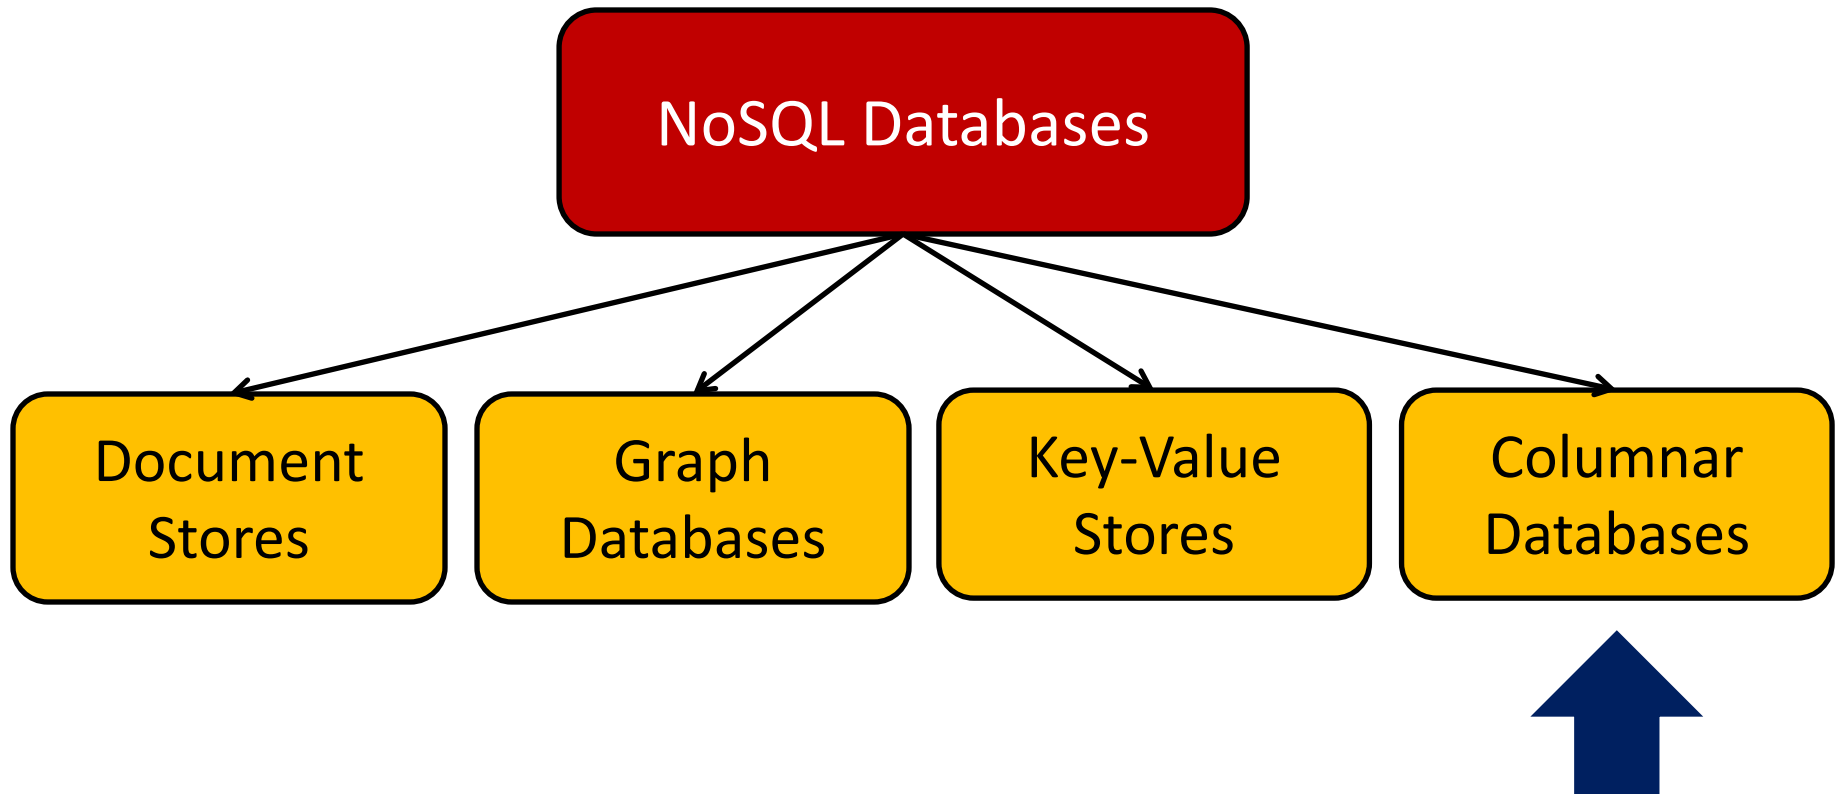 NoSQL Databases
Document
Stores
Graph
Databases
Key-Value
Stores
Columnar
Databases